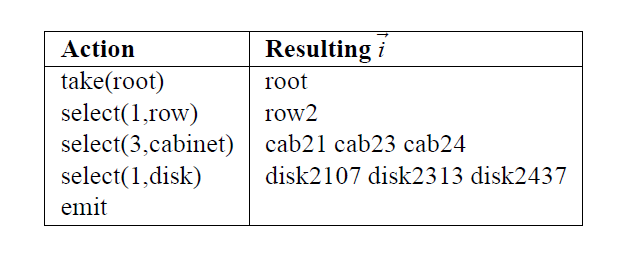 Action Resulting i⃗
take(root) root
select(1,row) row2
select(3,cabinet) cab21 cab23 cab24
select(1,disk) disk2107 disk2313 disk2437
emit